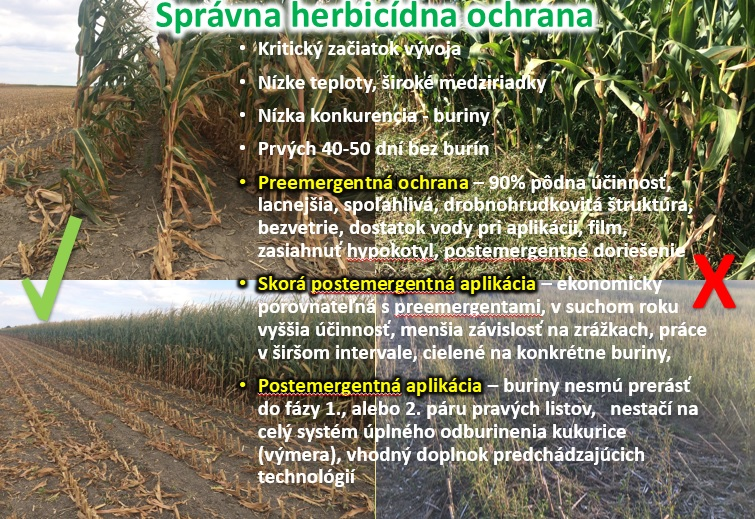 Správna herbicídna ochrana
• Kritický začiatok vývoja
• Nízke teploty, široké medziriadky
• Nízka konkurencia - buriny
• Prvých 40-50 dní bez burín
• Preemergentná ochrana – 90% pôdna účinnosť,
lacnejšia, spoľahlivá, drobnohrudkovitá štruktúra,
bezvetrie, dostatok vody pri aplikácii, film,
zasiahnuť hypokotyl, postemergentné doriešenie
• Skorá postemergentná aplikácia – ekonomicky
porovnateľná s preemergentami, v suchom roku
vyššia účinnosť, menšia závislosť na zrážkach, práce
v širšom intervale, cielené na konkrétne buriny,
• Postemergentná aplikácia – buriny nesmú prerásť
do fázy 1., alebo 2. páru pravých listov, nestačí na
celý systém úplného odburinenia kukurice
(výmera), vhodný doplnok predchádzajúcich
technológií